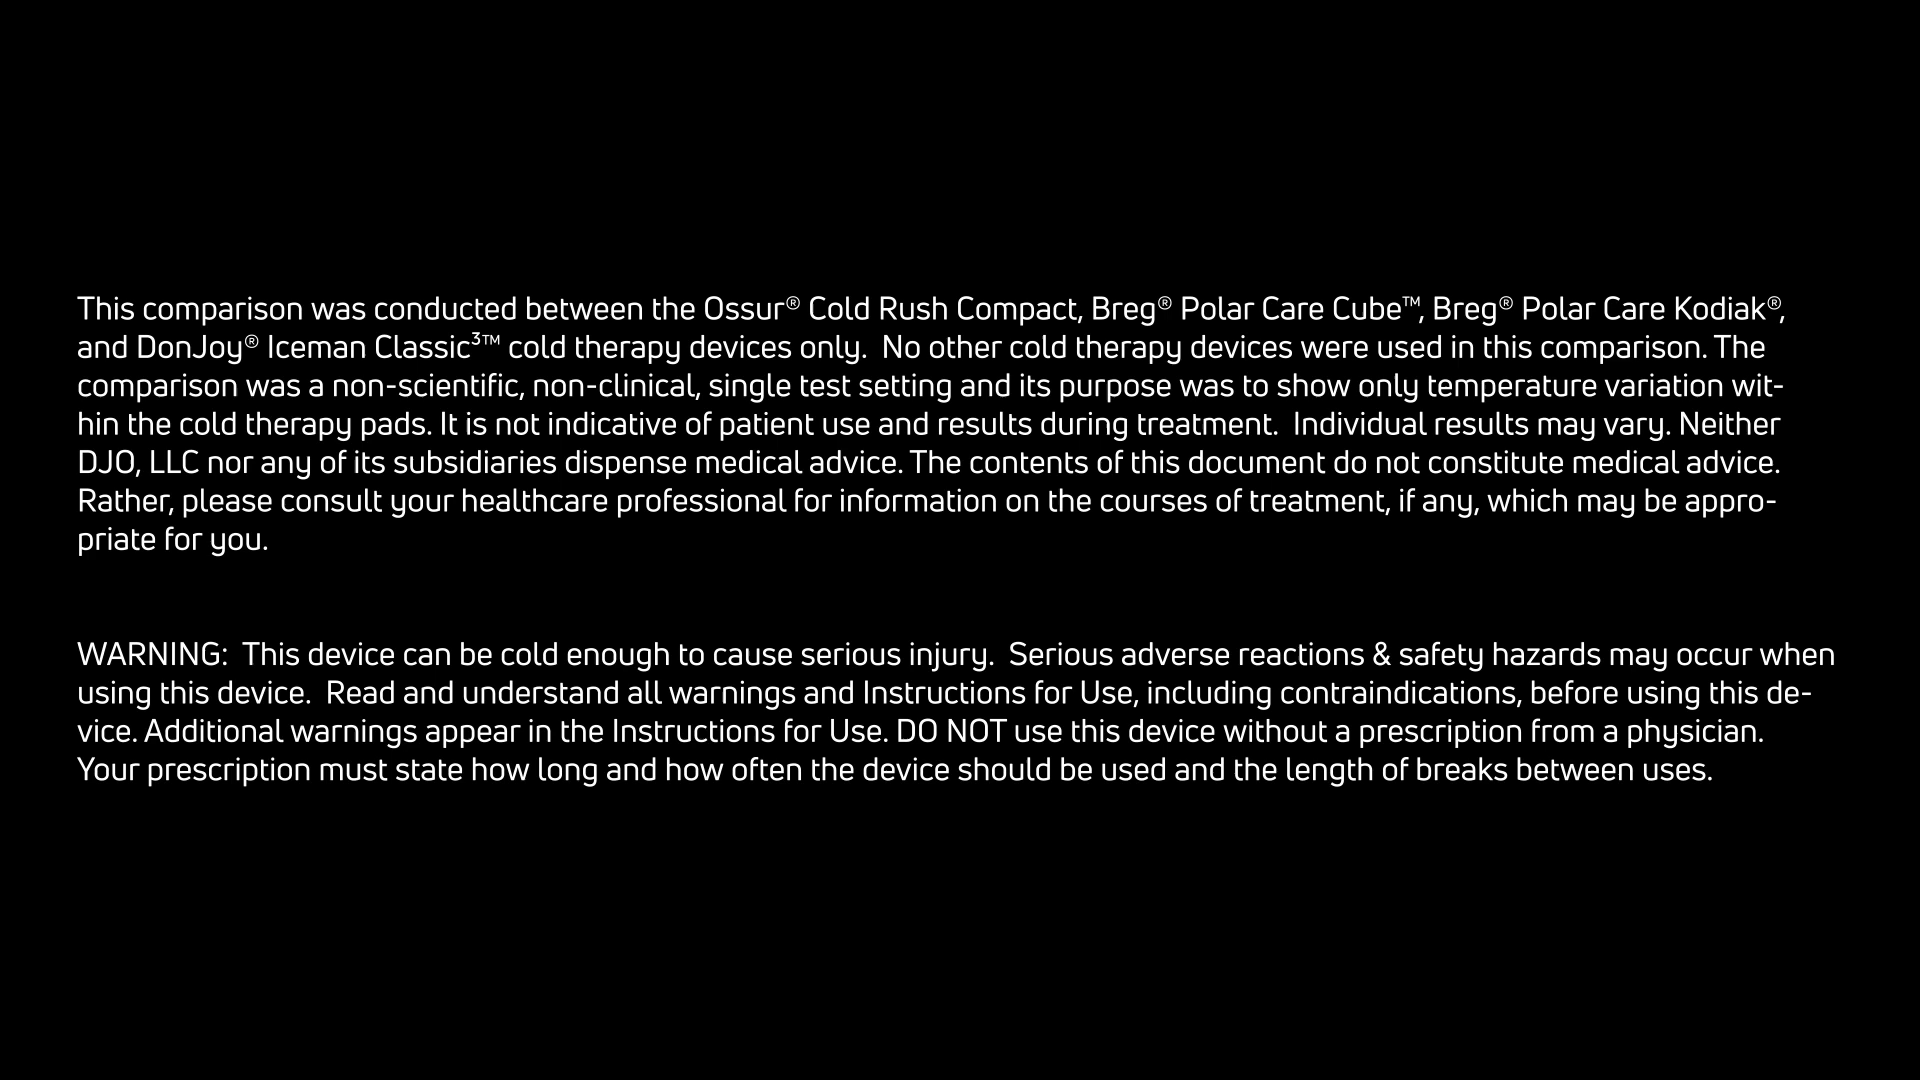 This comparison was conducted between the Ossur® Cold Rush Compact, Breg® Polar Care Cube™, Breg® Polar Care Kodiak®,
and DonJoy® Iceman Classic³™ cold therapy devices only.  No other cold therapy devices were used in this comparison. The
comparison was a non-scientific, non-clinical, single test setting and its purpose was to show only temperature variation wit-
hin the cold therapy pads. It is not indicative of patient use and results during treatment.  Individual results may vary. Neither
DJO, LLC nor any of its subsidiaries dispense medical advice. The contents of this document do not constitute medical advice.
Rather, please consult your healthcare professional for information on the courses of treatment, if any, which may be appro-
priate for you.
WARNING:  This device can be cold enough to cause serious injury.  Serious adverse reactions & safety hazards may occur when
using this device.  Read and understand all warnings and Instructions for Use, including contraindications, before using this de-
vice. Additional warnings appear in the Instructions for Use. DO NOT use this device without a prescription from a physician.
Your prescription must state how long and how often the device should be used and the length of breaks between uses.